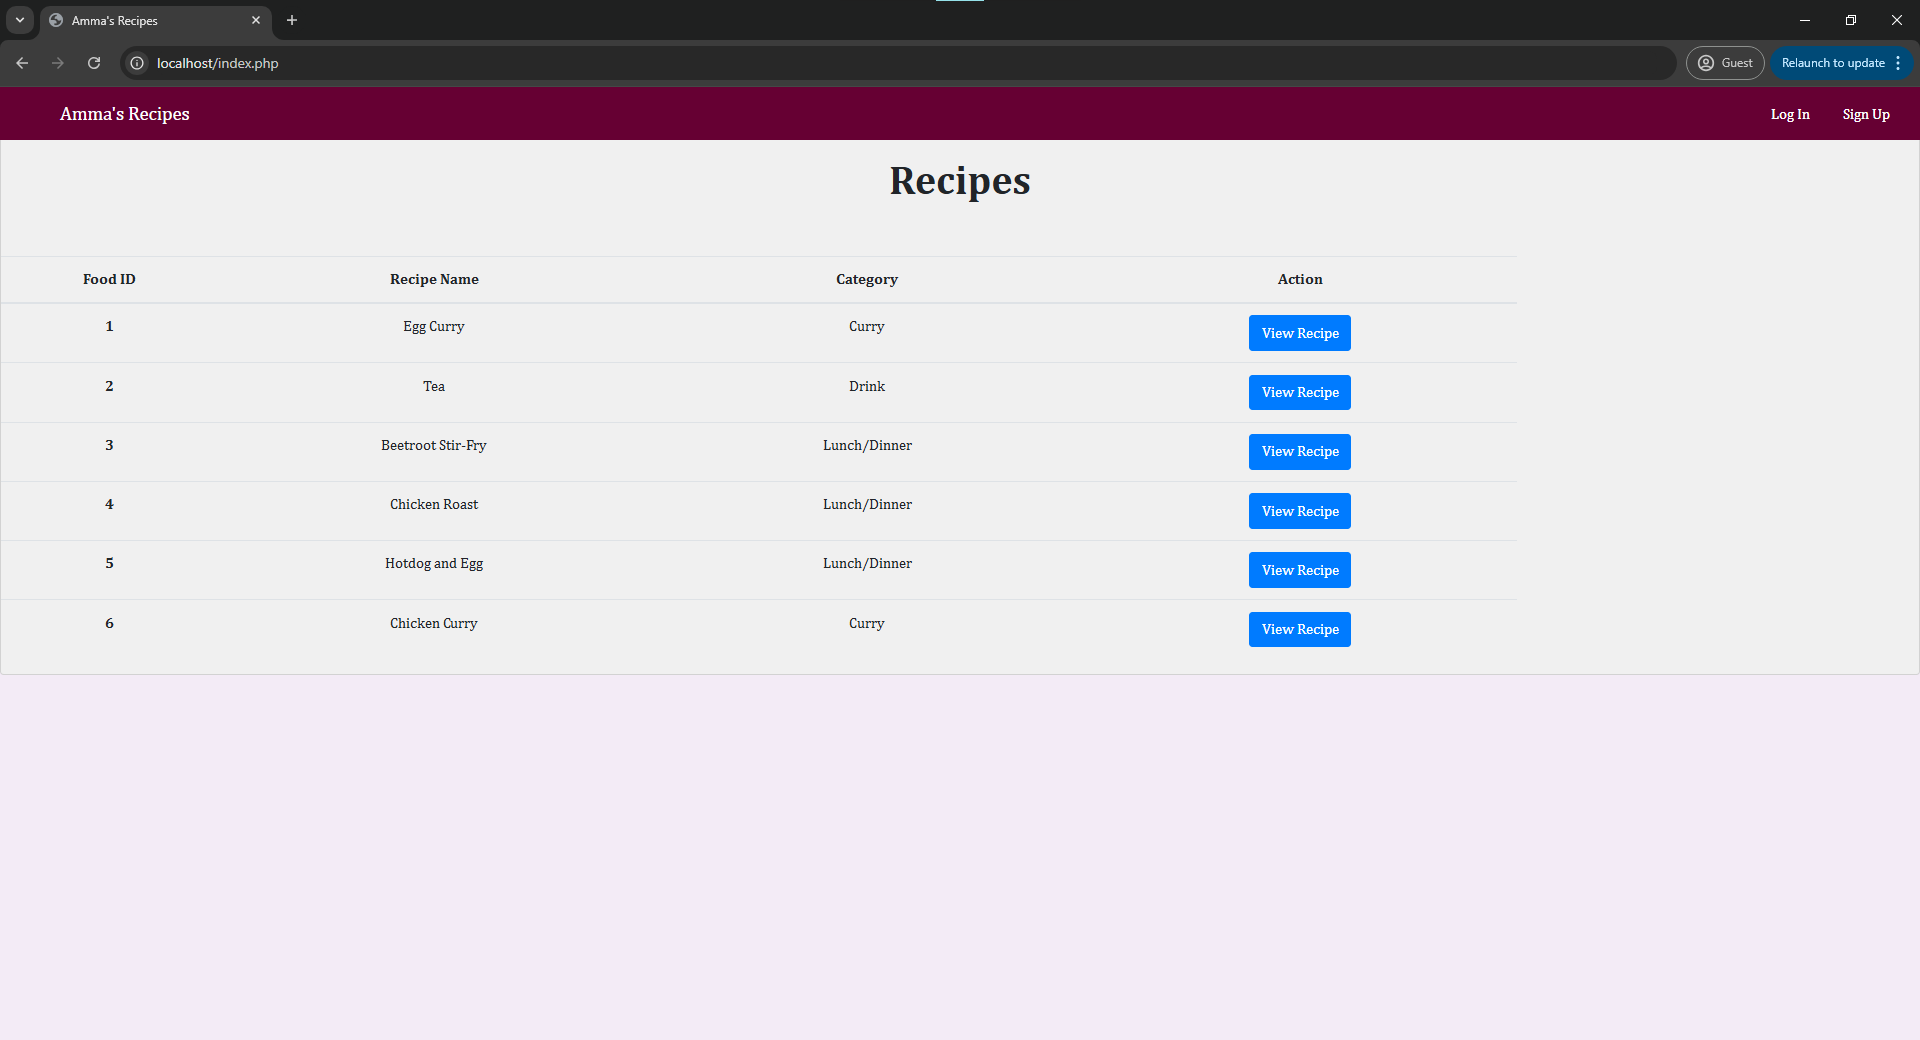 Amma's Recipes
localhost/index.php
Guest
Relaunch to update
Amma's Recipes
Log In
Sign Up
Recipes
Food ID Recipe Name Category Action
1 Egg Curry Curry View Recipe
2 Tea Drink View Recipe
3 Beetroot Stir-Fry Lunch/Dinner View Recipe
4 Chicken Roast Lunch/Dinner View Recipe
5 Hotdog and Egg Lunch/Dinner View Recipe
6 Chicken Curry Curry View Recipe